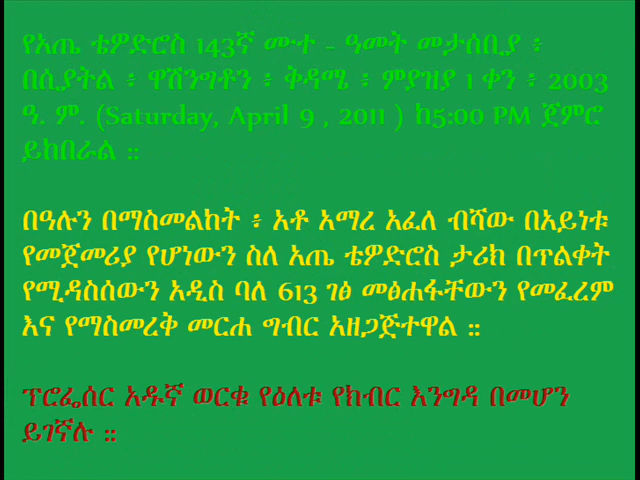 የአጤ ቴዎድሮስ 143ኛ ሙተ - ዓመት መታሰቢያ ፥
በሲያትል ፥ ዋሽንግቶን ፥ ቅዳሜ ፥ ምያዝያ 1 ቀን ፥ 2003
ዓ. ም. (Saturday, April 9 , 2011 ) ከ5:00 PM ጀምሮ
ይከበራል ።
በዓሉን በማስመልከት ፥ አቶ አማረ አፈለ ብሻው በአይነቱ
የመጀመሪያ የሆነውን ስለ አጤ ቴዎድሮስ ታሪክ በጥልቀት
የሚዳስሰውን አዲስ ባለ 613 ገፅ መፅሐፋቸውን የመፈረም
እና የማስመረቅ መርሐ ግብር አዘጋጅተዋል ።
ፕሮፌሰር አዱኛ ወርቁ የዕለቱ የክብር እንግዳ በመሆን
ይገኛሉ ።